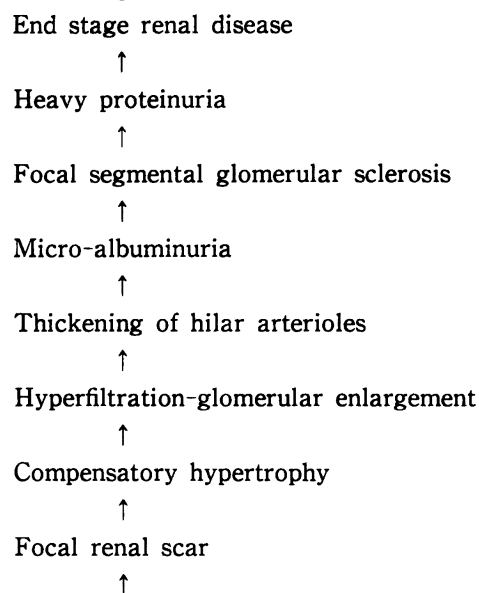 End stage renal disease
↑
Heavy proteinuria
↑
Focal segmental glomerular sclerosis
↑
Micro-albuminuria
↑
Thickening of hilar arterioles
↑
Hyperfiltration-glomerular enlargement
↑
Compensatory hypertrophy
↑
Focal renal scar
↑